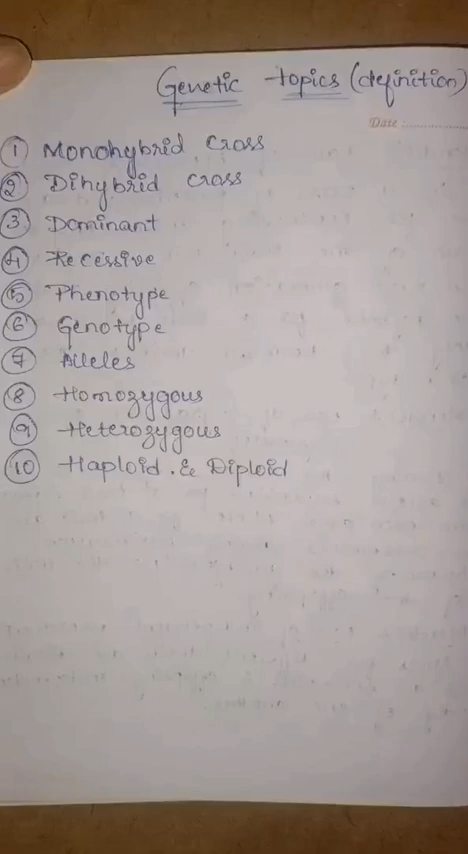 Genetic topics (definition)
Date :
① Monohybrid cross
② Dihybrid cross
③ Dominant
④ Recessive
⑤ Phenotype
⑥ Genotype
⑦ Alleles
⑧ Homozygous
⑨ Heterozygous
⑩ Haploid . & Diploid